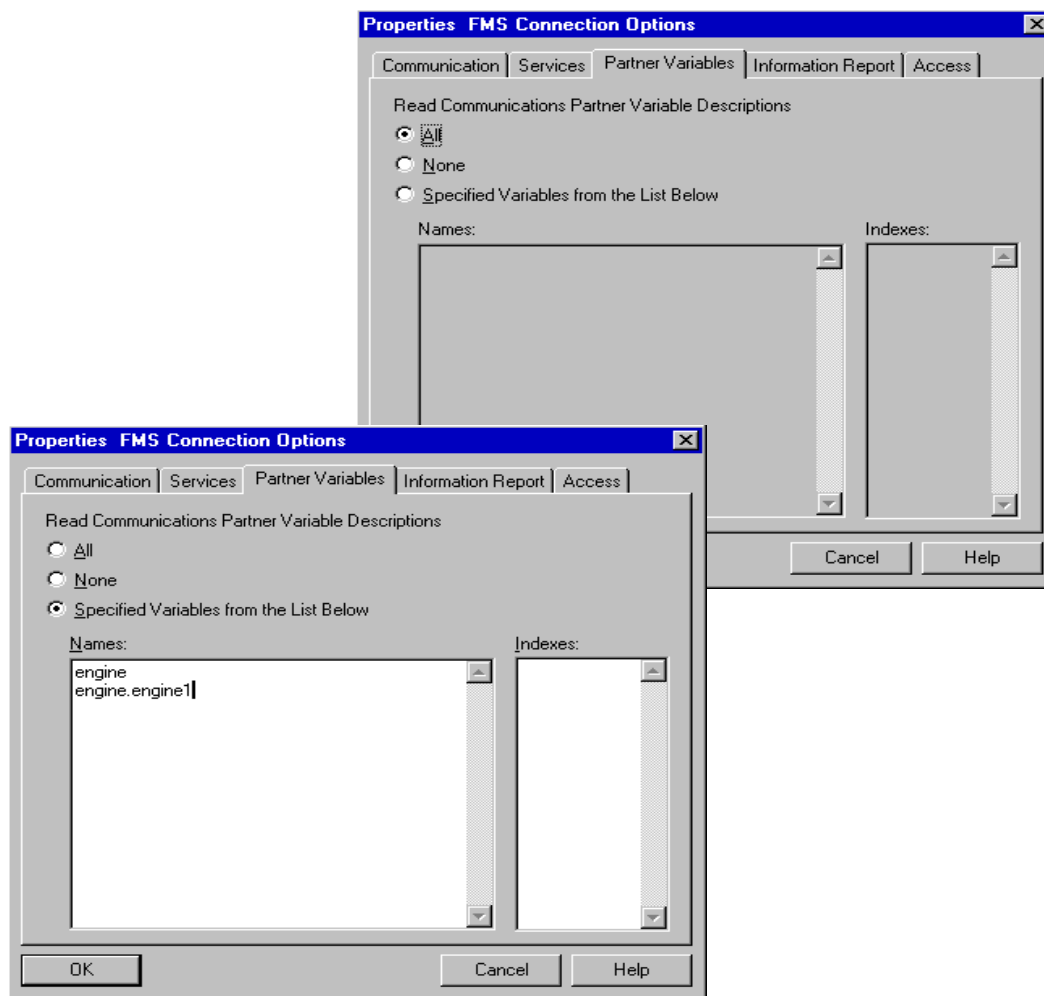 Properties FMS Connection Options
Communication Services Partner Variables Information Report Access
Read Communications Partner Variable Descriptions
All
None
Specified Variables from the List Below
Names: Indexes:
Cancel Help
Properties FMS Connection Options
Communication Services Partner Variables Information Report Access
Read Communications Partner Variable Descriptions
All
None
Specified Variables from the List Below
Names: Indexes:
engine
engine.engine1
OK Cancel Help